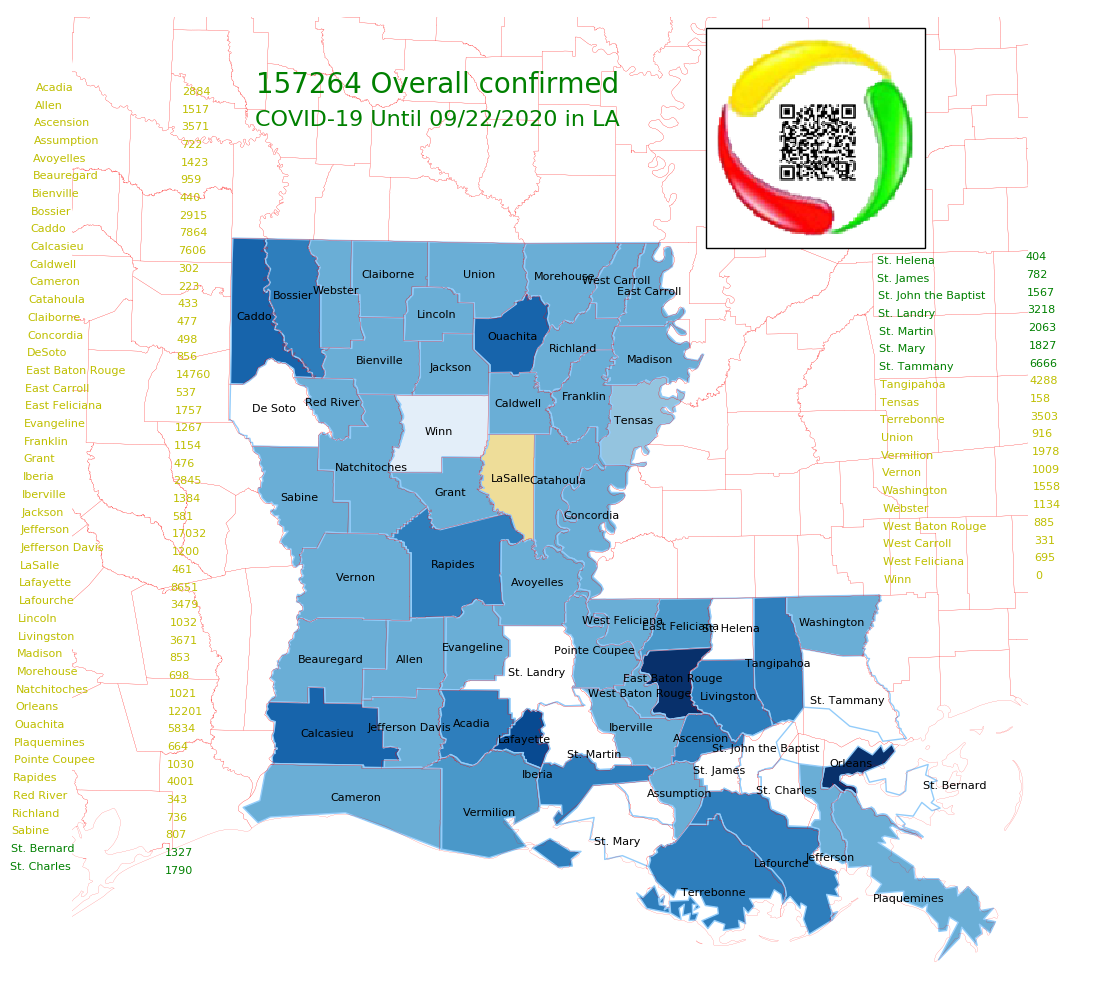 157264 Overall confirmed
COVID-19 Until 09/22/2020 in LA
Acadia 2884
Allen 1517
Ascension 3571
Assumption 722
Avoyelles 1423
Beauregard 959
Bienville 440
Bossier 2915
Caddo 7864
Calcasieu 7606
Caldwell 302
Cameron 223
Catahoula 433
Claiborne 477
Concordia 498
DeSoto 856
East Baton Rouge 14760
East Carroll 537
East Feliciana 1757
Evangeline 1267
Franklin 1154
Grant 476
Iberia 2845
Iberville 1384
Jackson 581
Jefferson 17032
Jefferson Davis 1200
LaSalle 461
Lafayette 8651
Lafourche 3479
Lincoln 1032
Livingston 3671
Madison 853
Morehouse 698
Natchitoches 1021
Orleans 12201
Ouachita 5834
Plaquemines 664
Pointe Coupee 1030
Rapides 4001
Red River 343
Richland 736
Sabine 807
St. Bernard 1327
St. Charles 1790
St. Helena 404
St. James 782
St. John the Baptist 1567
St. Landry 3218
St. Martin 2063
St. Mary 1827
St. Tammany 6666
Tangipahoa 4288
Tensas 158
Terrebonne 3503
Union 916
Vermilion 1978
Vernon 1009
Washington 1558
Webster 1134
West Baton Rouge 885
West Carroll 331
West Feliciana 695
Winn 0
Caddo
Bossier
Webster
Claiborne
Union
Morehouse
West Carroll
East Carroll
Lincoln
Ouachita
Richland
Madison
Bienville
Jackson
De Soto
Red River
Caldwell
Franklin
Tensas
Winn
Natchitoches
LaSalle
Catahoula
Sabine
Grant
Concordia
Vernon
Rapides
Avoyelles
West Feliciana
East Feliciana
St. Helena
Washington
Beauregard
Allen
Evangeline
Pointe Coupee
Tangipahoa
St. Landry
East Baton Rouge
West Baton Rouge
Livingston
St. Tammany
Calcasieu
Jefferson Davis
Acadia
Lafayette
Iberville
Ascension
St. John the Baptist
St. Martin
Orleans
Iberia
St. James
St. Bernard
Cameron
Assumption
St. Charles
Vermilion
St. Mary
Lafourche
Jefferson
Terrebonne
Plaquemines